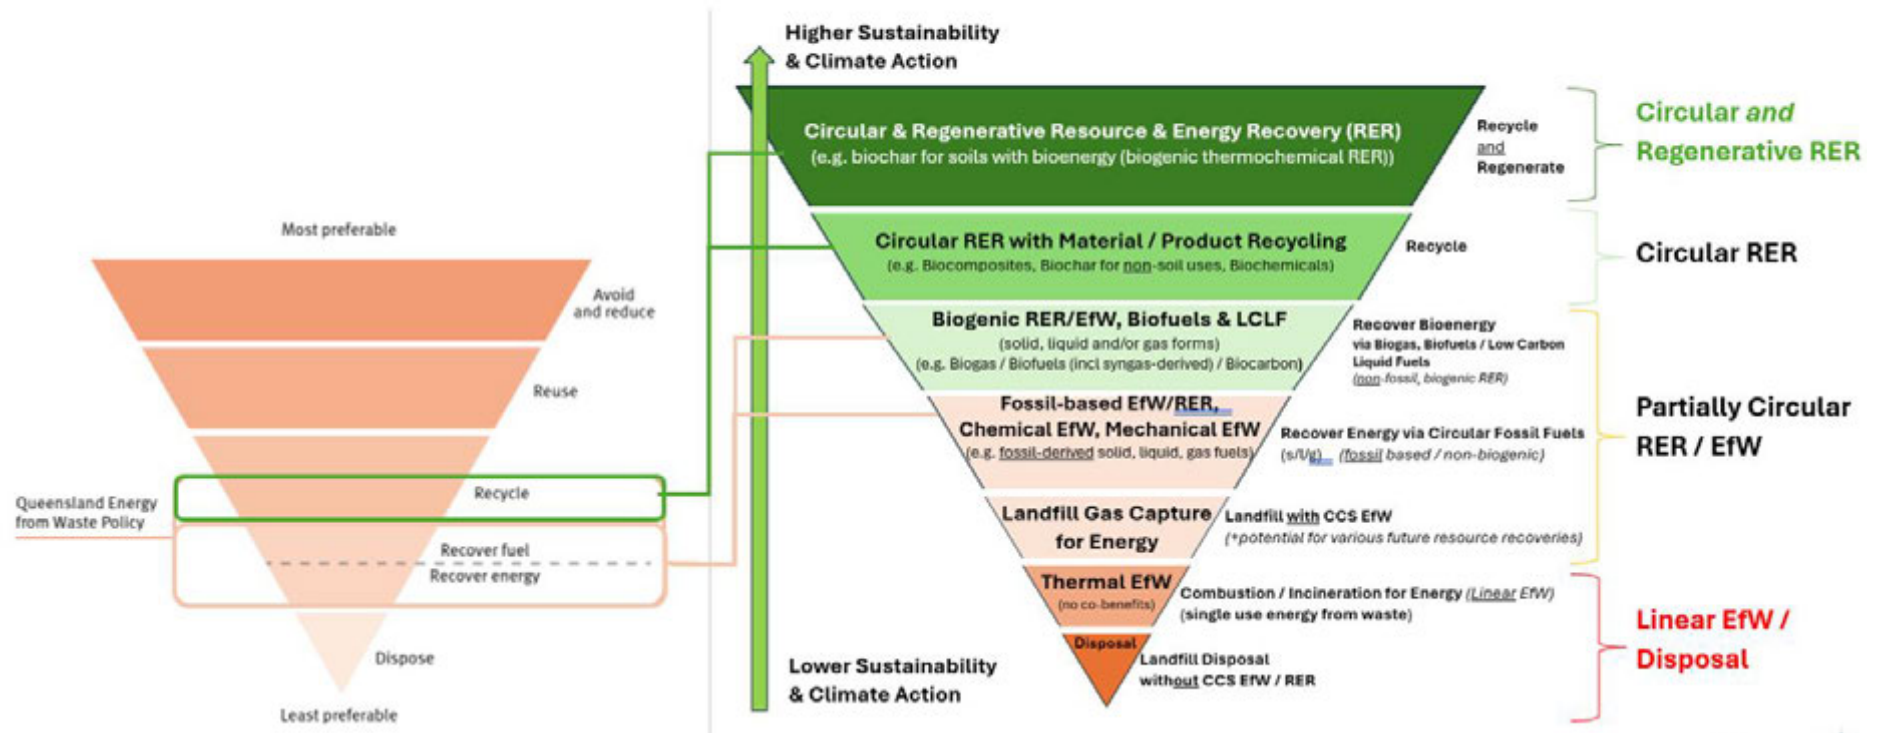 Most preferable
Avoid
and reduce
Reuse
Recycle
Queensland Energy
from Waste Policy
Recover fuel
Recover energy
Dispose
Least preferable
Higher Sustainability
& Climate Action
Circular & Regenerative Resource & Energy Recovery (RER)
(e.g. biochar for soils with bioenergy (biogenic thermochemical RER))
Recycle
and
Regenerate
Circular and
Regenerative RER
Circular RER with Material / Product Recycling
(e.g. Biocomposites, Biochar for non-soil uses, Biochemicals)
Recycle
Circular RER
Biogenic RER/EfW, Biofuels & LCLF
(solid, liquid and/or gas forms)
(e.g. Biogas / Biofuels (incl syngas-derived) / Biocarbon)
Recover Bioenergy
via Biogas, Biofuels / Low Carbon
Liquid Fuels
(non-fossil, biogenic RER)
Fossil-based EfW/RER,
Chemical EfW, Mechanical EfW
(e.g. fossil-derived solid, liquid, gas fuels)
Recover Energy via Circular Fossil Fuels
(s/l/g) (fossil based / non-biogenic)
Partially Circular
RER / EfW
Landfill Gas Capture
for Energy
Landfill with CCS EfW
(*potential for various future resource recoveries)
Thermal EfW
(no co-benefits)
Combustion / Incineration for Energy (Linear EfW)
(single use energy from waste)
Disposal
Landfill Disposal
without CCS EfW / RER
Linear EfW /
Disposal
Lower Sustainability
& Climate Action